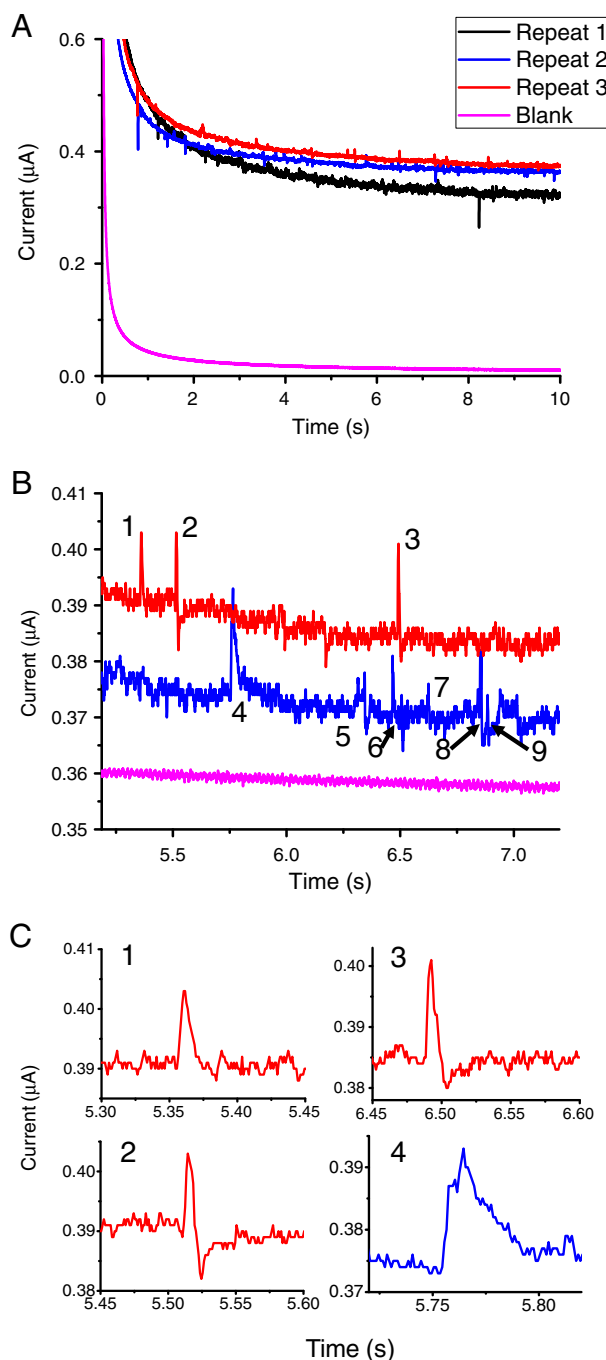 A
Repeat 1
Repeat 2
Repeat 3
Blank
Current (μA)
0.6
0.4
0.2
0.0
0 2 4 6 8 10
Time (s)
B
Current (μA)
0.41
0.40
0.39
0.38
0.37
0.36
0.35
1 2 3
4 5 6 7 8 9
5.5 6.0 6.5 7.0
Time (s)
C
Current (μA)
1
0.41
0.40
0.39
5.30 5.35 5.40 5.45
3
0.40
0.39
0.38
6.45 6.50 6.55 6.60
2
0.40
0.39
0.38
5.45 5.50 5.55 5.60
4
0.39
0.38
0.37
5.75 5.80
Time (s)